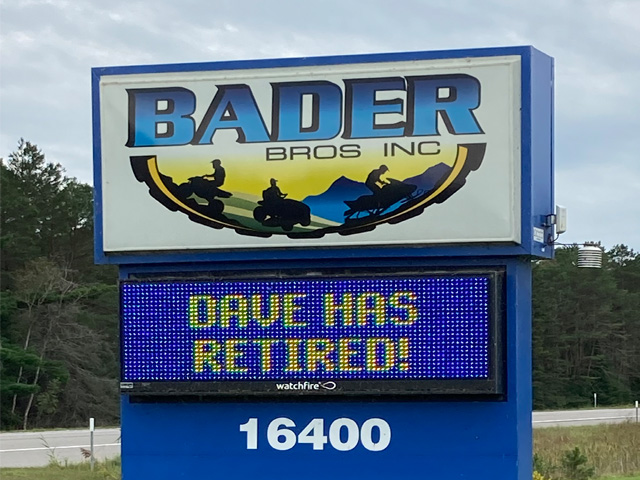 BADER
BROS INC
DAVE HAS
RETIRED!
watchfire
16400